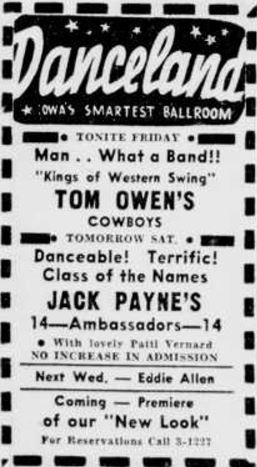 Danceland
★ IOWA'S SMARTEST BALLROOM
• TONITE FRIDAY •
Man . . What a Band!!
"Kings of Western Swing"
TOM OWEN'S
COWBOYS
• TOMORROW SAT. •
Danceable! Terrific!
Class of the Names
JACK PAYNE'S
14—Ambassadors—14
• With lovely Patti Vernard
NO INCREASE IN ADMISSION
Next Wed. — Eddie Allen
Coming — Premiere
of our "New Look"
For Reservations Call 3-1227